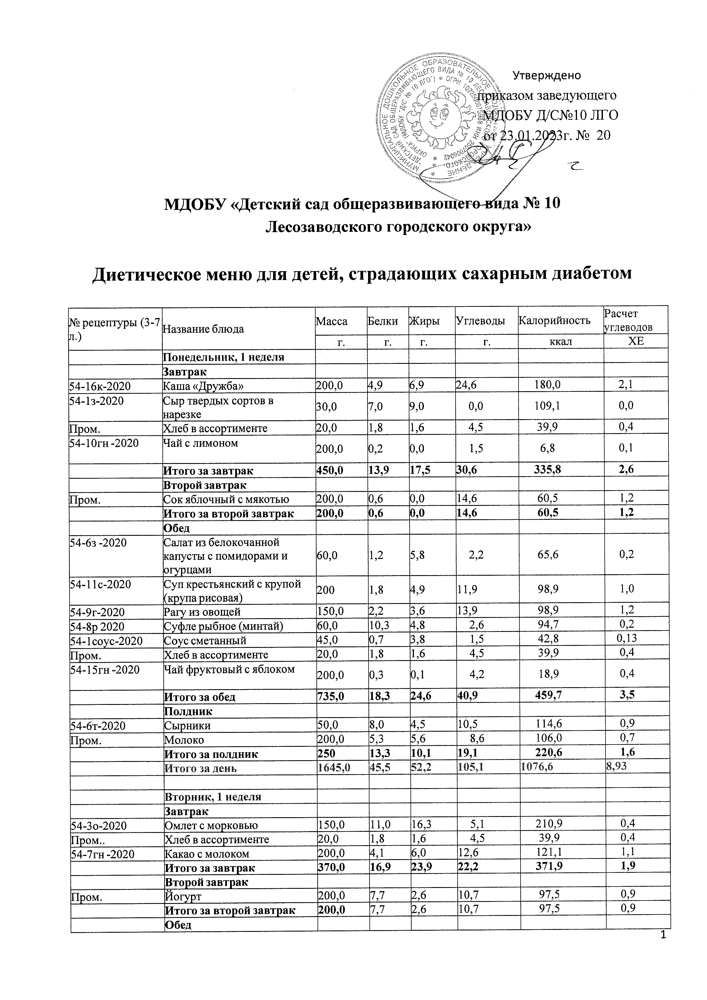 МУНИЦИПАЛЬНОЕ ДОШКОЛЬНОЕ ОБРАЗОВАТЕЛЬНОЕ УЧРЕЖДЕНИЕ
"ДЕТСКИЙ САД ОБЩЕРАЗВИВАЮЩЕГО ВИДА № 10 ЛЕСОЗАВОДСКОГО ГОРОДСКОГО
ОКРУГА" (МДОБУ "Д/С № 10 ЛГО") * ОГРН 1022500675988 ИНН 2507006042 *
Утверждено
приказом заведующего
МДОБУ Д/С№10 ЛГО
от 23.01.2023г. № 20
МДОБУ «Детский сад общеразвивающего вида № 10
Лесозаводского городского округа»
Диетическое меню для детей, страдающих сахарным диабетом
№ рецептуры (3-7 л.) Название блюда Масса Белки Жиры Углеводы Калорийность Расчет углеводов
г. г. г. г. ккал ХЕ
Понедельник, 1 неделя
Завтрак
54-16к-2020 Каша «Дружба» 200,0 4,9 6,9 24,6 180,0 2,1
54-1з-2020 Сыр твердых сортов в нарезке 30,0 7,0 9,0 0,0 109,1 0,0
Пром. Хлеб в ассортименте 20,0 1,8 1,6 4,5 39,9 0,4
54-10гн -2020 Чай с лимоном 200,0 0,2 0,0 1,5 6,8 0,1
Итого за завтрак 450,0 13,9 17,5 30,6 335,8 2,6
Второй завтрак
Пром. Сок яблочный с мякотью 200,0 0,6 0,0 14,6 60,5 1,2
Итого за второй завтрак 200,0 0,6 0,0 14,6 60,5 1,2
Обед
54-6з -2020 Салат из белокочанной капусты с помидорами и огурцами 60,0 1,2 5,8 2,2 65,6 0,2
54-11с-2020 Суп крестьянский с крупой (крупа рисовая) 200 1,8 4,9 11,9 98,9 1,0
54-9г-2020 Рагу из овощей 150,0 2,2 3,6 13,9 98,9 1,2
54-8р 2020 Суфле рыбное (минтай) 60,0 10,3 4,8 2,6 94,7 0,2
54-1соус-2020 Соус сметанный 45,0 0,7 3,8 1,5 42,8 0,13
Пром. Хлеб в ассортименте 20,0 1,8 1,6 4,5 39,9 0,4
54-15гн -2020 Чай фруктовый с яблоком 200,0 0,3 0,1 4,2 18,9 0,4
Итого за обед 735,0 18,3 24,6 40,9 459,7 3,5
Полдник
54-6т-2020 Сырники 50,0 8,0 4,5 10,5 114,6 0,9
Пром. Молоко 200,0 5,3 5,6 8,6 106,0 0,7
Итого за полдник 250 13,3 10,1 19,1 220,6 1,6
Итого за день 1645,0 45,5 52,2 105,1 1076,6 8,93
Вторник, 1 неделя
Завтрак
54-3о-2020 Омлет с морковью 150,0 11,0 16,3 5,1 210,9 0,4
Пром.. Хлеб в ассортименте 20,0 1,8 1,6 4,5 39,9 0,4
54-7гн -2020 Какао с молоком 200,0 4,1 6,0 12,6 121,1 1,1
Итого за завтрак 370,0 16,9 23,9 22,2 371,9 1,9
Второй завтрак
Пром. Йогурт 200,0 7,7 2,6 10,7 97,5 0,9
Итого за второй завтрак 200,0 7,7 2,6 10,7 97,5 0,9
Обед
1